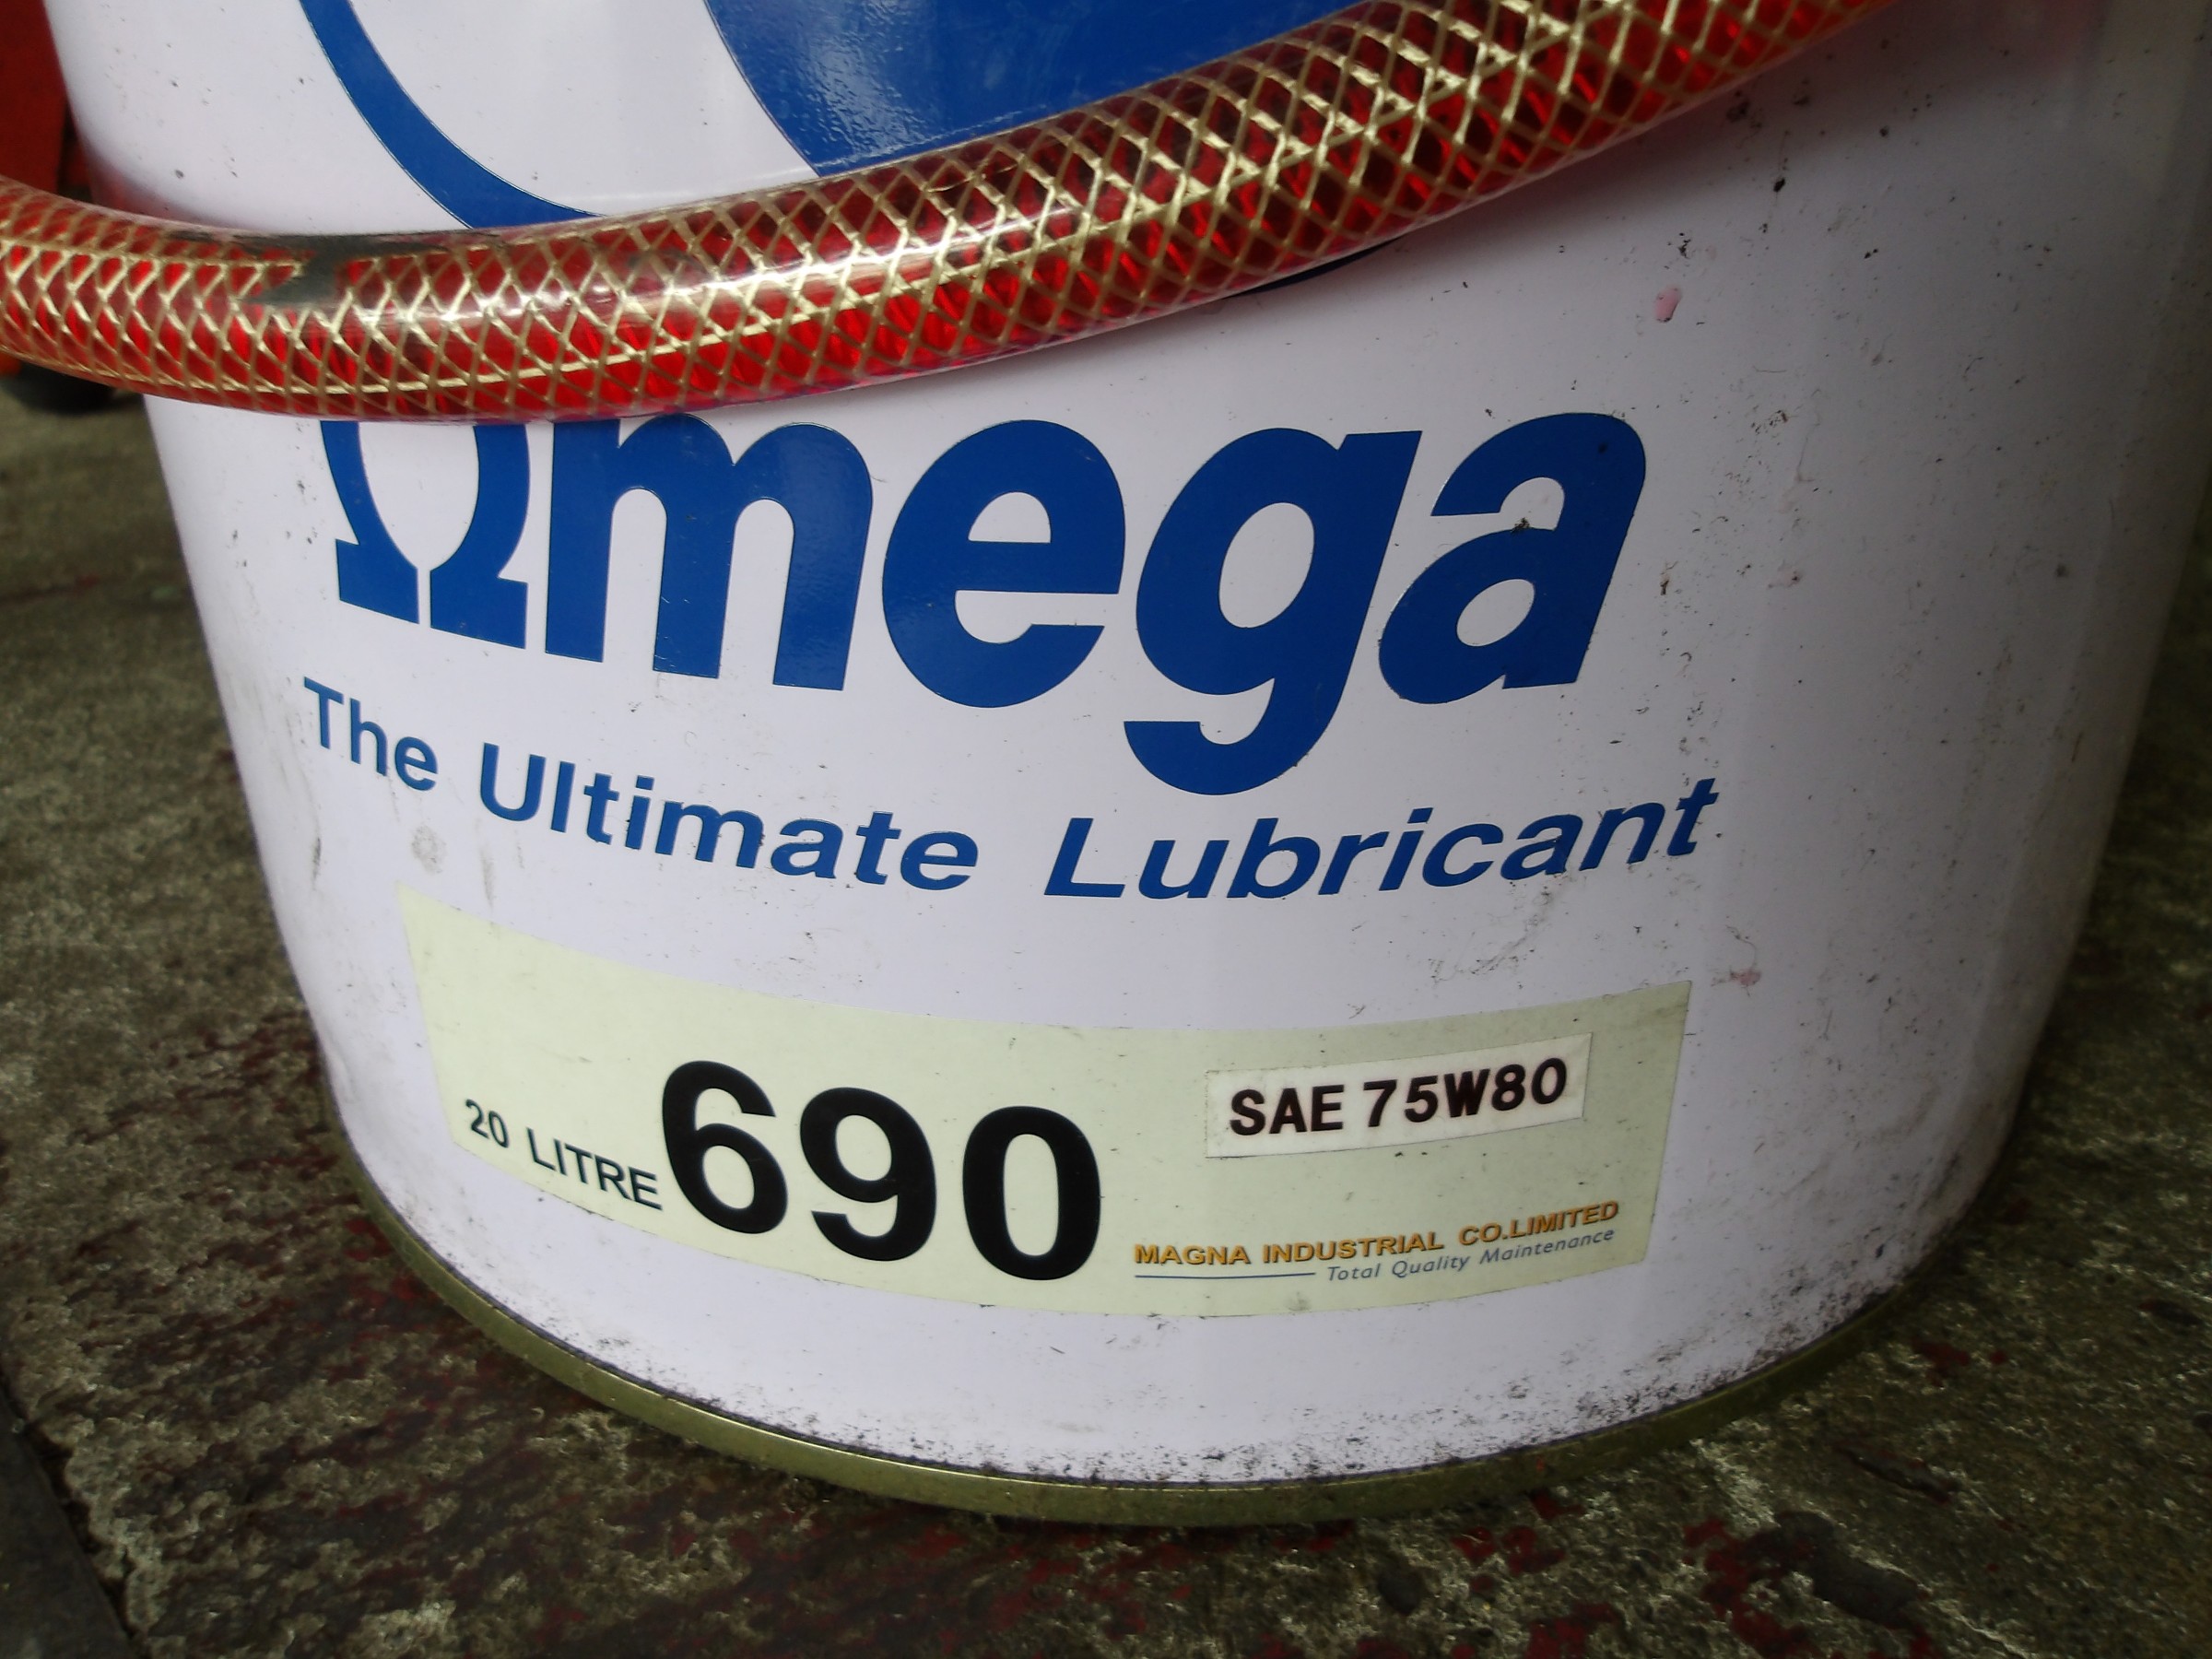 Ωmega
The Ultimate Lubricant
20 LITRE 690 SAE 75W80
MAGNA INDUSTRIAL CO.LIMITED
Total Quality Maintenance